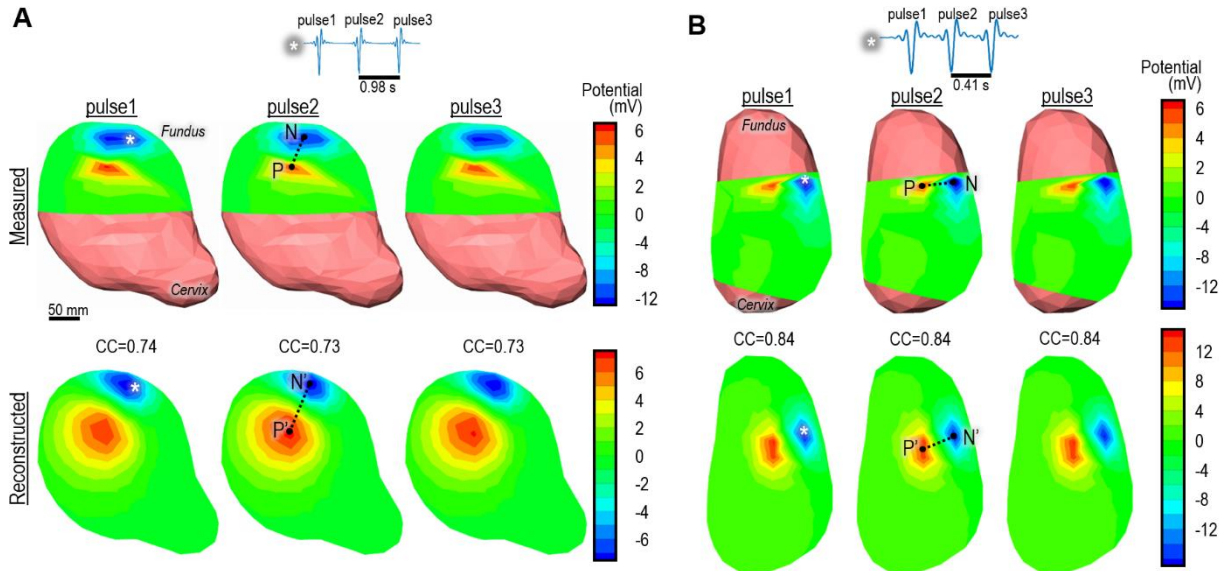 A
pulse1
pulse2
pulse3
*
0.98 s
Potential
(mV)
pulse1
pulse2
pulse3
Measured
*
Fundus
N
P
Cervix
50 mm
6
4
2
0
-2
-4
-8
-12
CC=0.74
CC=0.73
CC=0.73
Reconstructed
*
N'
P'
6
4
2
0
-2
-4
-6
B
pulse1
pulse2
pulse3
*
0.41 s
Potential
(mV)
pulse1
pulse2
pulse3
Fundus
*
P
N
Cervix
6
4
2
0
-2
-4
-8
-12
CC=0.84
CC=0.84
CC=0.84
*
P'
N'
12
8
4
0
-4
-8
-12